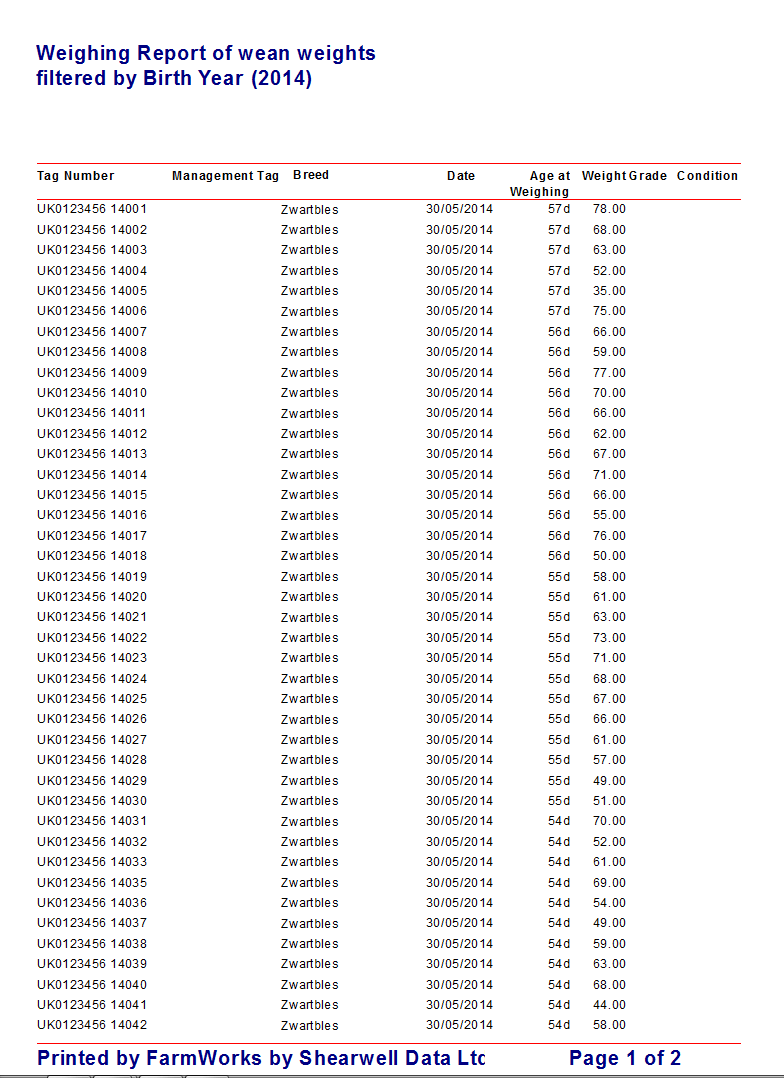 Weighing Report of wean weights
filtered by Birth Year (2014)
Tag Number Management Tag Breed Date Age at Weighing Weight Grade Condition
UK0123456 14001 Zwartbles 30/05/2014 57d 78.00
UK0123456 14002 Zwartbles 30/05/2014 57d 68.00
UK0123456 14003 Zwartbles 30/05/2014 57d 63.00
UK0123456 14004 Zwartbles 30/05/2014 57d 52.00
UK0123456 14005 Zwartbles 30/05/2014 57d 35.00
UK0123456 14006 Zwartbles 30/05/2014 57d 75.00
UK0123456 14007 Zwartbles 30/05/2014 56d 66.00
UK0123456 14008 Zwartbles 30/05/2014 56d 59.00
UK0123456 14009 Zwartbles 30/05/2014 56d 77.00
UK0123456 14010 Zwartbles 30/05/2014 56d 70.00
UK0123456 14011 Zwartbles 30/05/2014 56d 66.00
UK0123456 14012 Zwartbles 30/05/2014 56d 62.00
UK0123456 14013 Zwartbles 30/05/2014 56d 67.00
UK0123456 14014 Zwartbles 30/05/2014 56d 71.00
UK0123456 14015 Zwartbles 30/05/2014 56d 66.00
UK0123456 14016 Zwartbles 30/05/2014 56d 55.00
UK0123456 14017 Zwartbles 30/05/2014 56d 76.00
UK0123456 14018 Zwartbles 30/05/2014 56d 50.00
UK0123456 14019 Zwartbles 30/05/2014 55d 58.00
UK0123456 14020 Zwartbles 30/05/2014 55d 61.00
UK0123456 14021 Zwartbles 30/05/2014 55d 63.00
UK0123456 14022 Zwartbles 30/05/2014 55d 73.00
UK0123456 14023 Zwartbles 30/05/2014 55d 71.00
UK0123456 14024 Zwartbles 30/05/2014 55d 68.00
UK0123456 14025 Zwartbles 30/05/2014 55d 67.00
UK0123456 14026 Zwartbles 30/05/2014 55d 66.00
UK0123456 14027 Zwartbles 30/05/2014 55d 61.00
UK0123456 14028 Zwartbles 30/05/2014 55d 57.00
UK0123456 14029 Zwartbles 30/05/2014 55d 49.00
UK0123456 14030 Zwartbles 30/05/2014 55d 51.00
UK0123456 14031 Zwartbles 30/05/2014 54d 70.00
UK0123456 14032 Zwartbles 30/05/2014 54d 52.00
UK0123456 14033 Zwartbles 30/05/2014 54d 61.00
UK0123456 14035 Zwartbles 30/05/2014 54d 69.00
UK0123456 14036 Zwartbles 30/05/2014 54d 54.00
UK0123456 14037 Zwartbles 30/05/2014 54d 49.00
UK0123456 14038 Zwartbles 30/05/2014 54d 59.00
UK0123456 14039 Zwartbles 30/05/2014 54d 63.00
UK0123456 14040 Zwartbles 30/05/2014 54d 68.00
UK0123456 14041 Zwartbles 30/05/2014 54d 44.00
UK0123456 14042 Zwartbles 30/05/2014 54d 58.00
Printed by FarmWorks by Shearwell Data Ltd Page 1 of 2